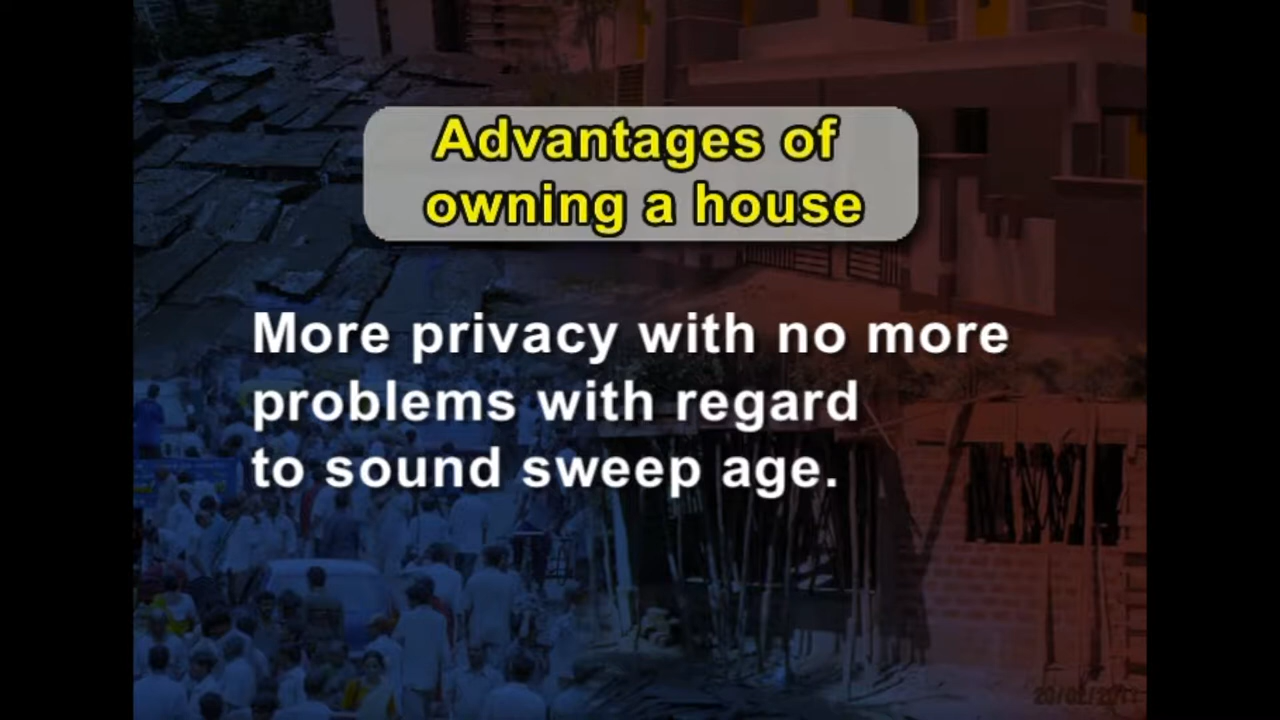 Advantages of
owning a house
More privacy with no more
problems with regard
to sound sweep age.